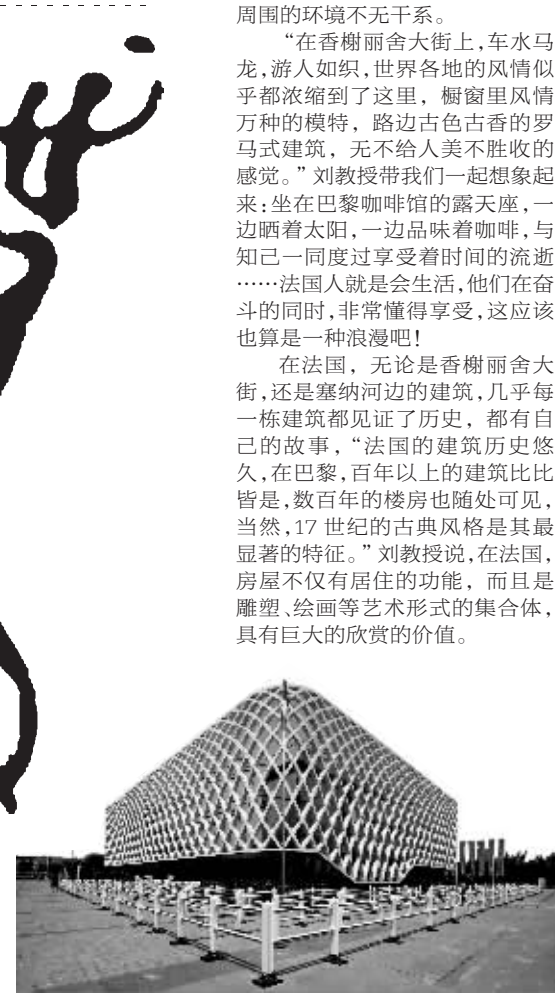 周围的环境不无干系。
“在香榭丽舍大街上,车水马
龙,游人如织,世界各地的风情似
乎都浓缩到了这里，橱窗里风情
万种的模特，路边古色古香的罗
马式建筑，无不给人美不胜收的
感觉。”刘教授带我们一起想象起
来:坐在巴黎咖啡馆的露天座,一
边晒着太阳,一边品味着咖啡,与
知己一同度过享受着时间的流逝
……法国人就是会生活,他们在奋
斗的同时,非常懂得享受,这应该
也算是一种浪漫吧!
在法国，无论是香榭丽舍大
街,还是塞纳河边的建筑,几乎每
一栋建筑都见证了历史，都有自
己的故事，“法国的建筑历史悠
久,在巴黎,百年以上的建筑比比
皆是,数百年的楼房也随处可见,
当然,17 世纪的古典风格是其最
显著的特征。”刘教授说,在法国,
房屋不仅有居住的功能，而且是
雕塑、绘画等艺术形式的集合体,
具有巨大的欣赏的价值。